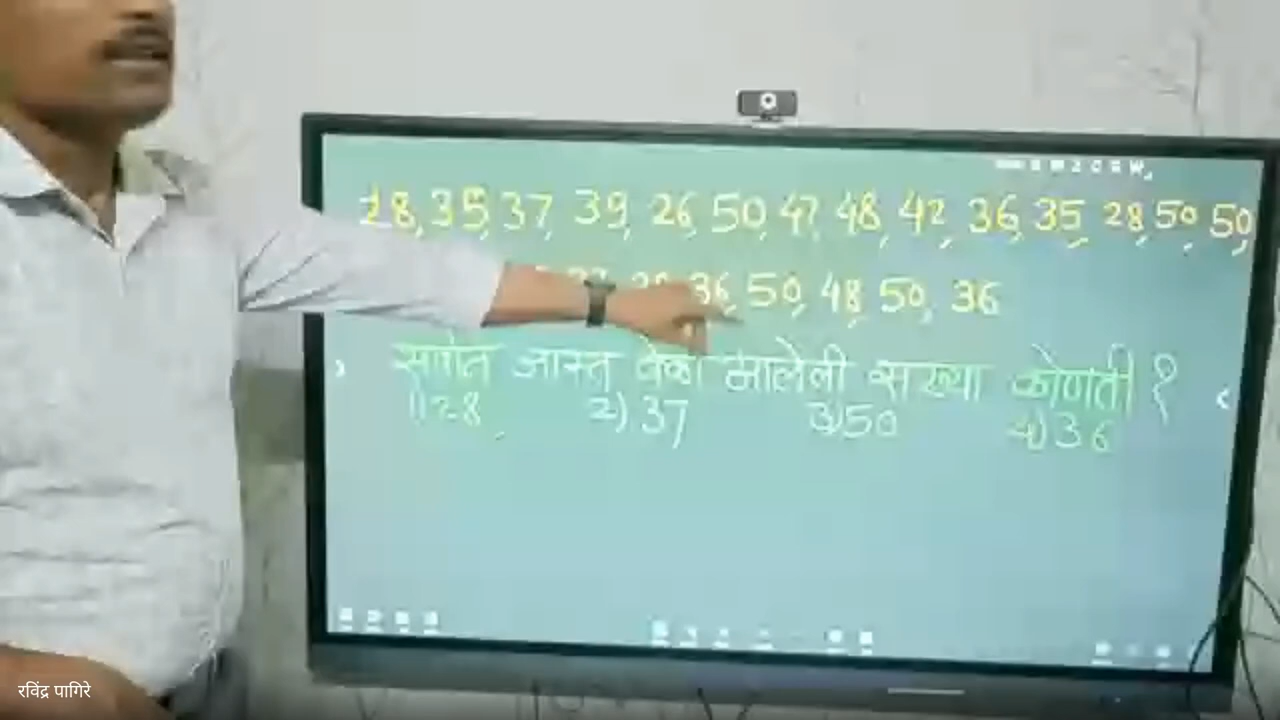 28, 35, 37, 39, 26, 50, 47, 48, 42, 36, 35, 28, 50, 50,
36, 50, 48, 50, 36
सर्वात जास्त वेळा आलेली संख्या कोणती ?
1) 28 2) 37 3) 50 4) 36
रविंद्र पागिरे